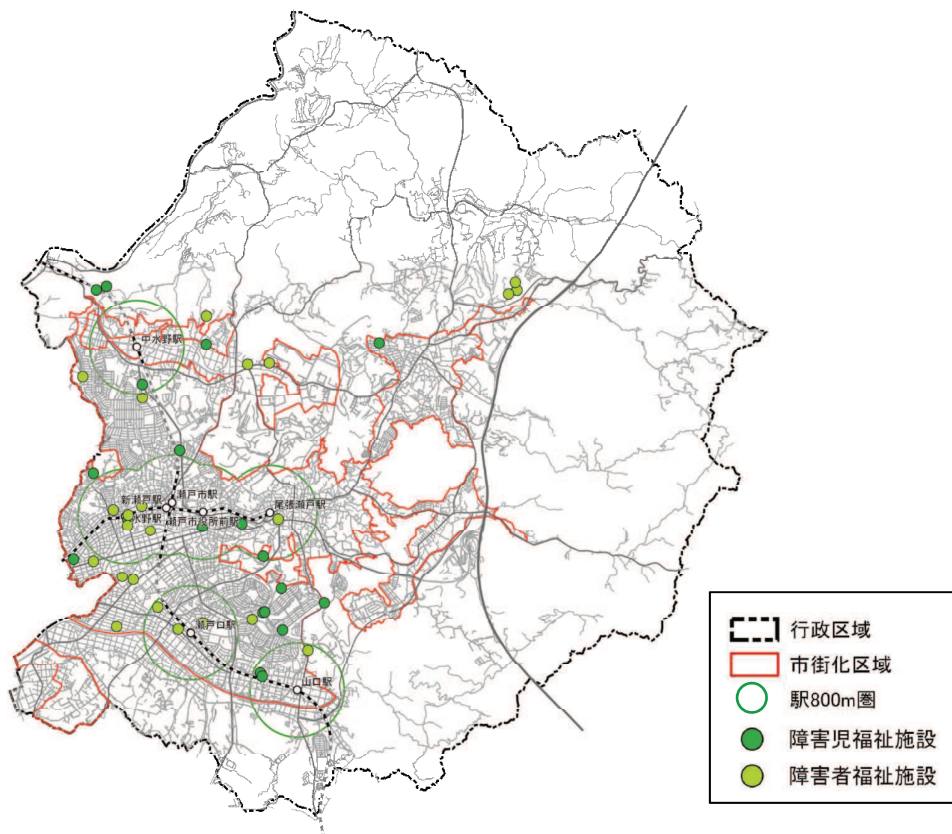 中水野駅
新瀬戸駅
瀬戸市駅
尾張瀬戸駅
水野駅
瀬戸市役所前駅
瀬戸口駅
山口駅
行政区域
市街化区域
駅800m圏
障害児福祉施設
障害者福祉施設